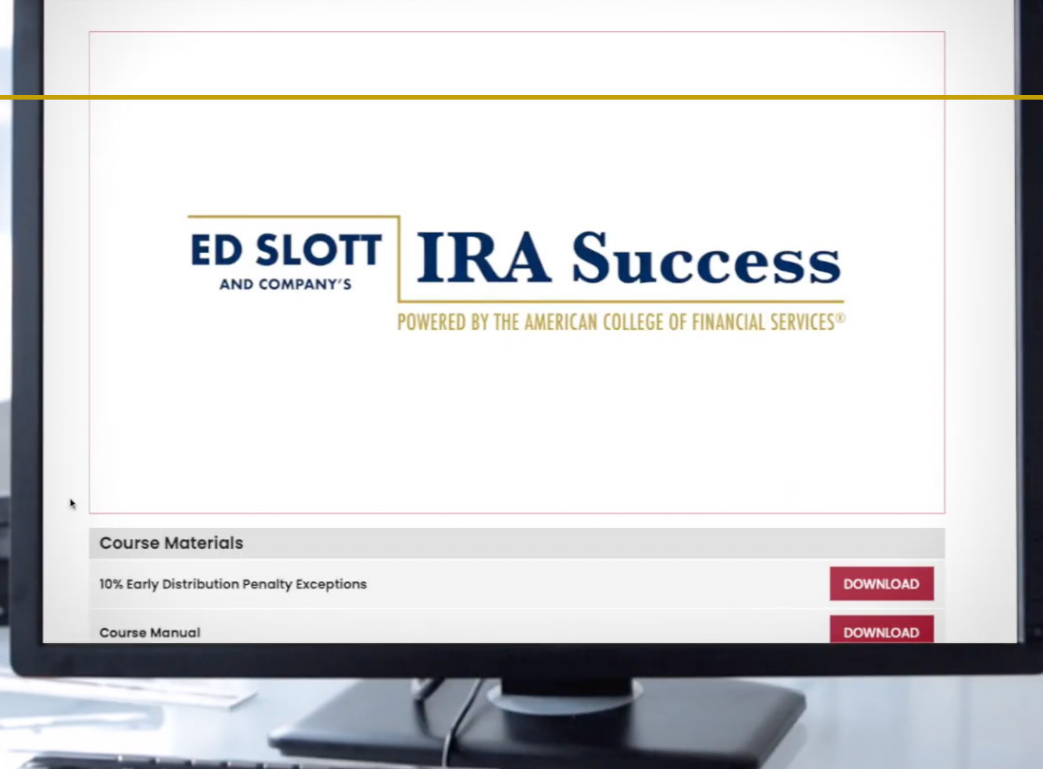 ED SLOTT
AND COMPANY'S
IRA Success
POWERED BY THE AMERICAN COLLEGE OF FINANCIAL SERVICES®
Course Materials
10% Early Distribution Penalty Exceptions
DOWNLOAD
Course Manual
DOWNLOAD